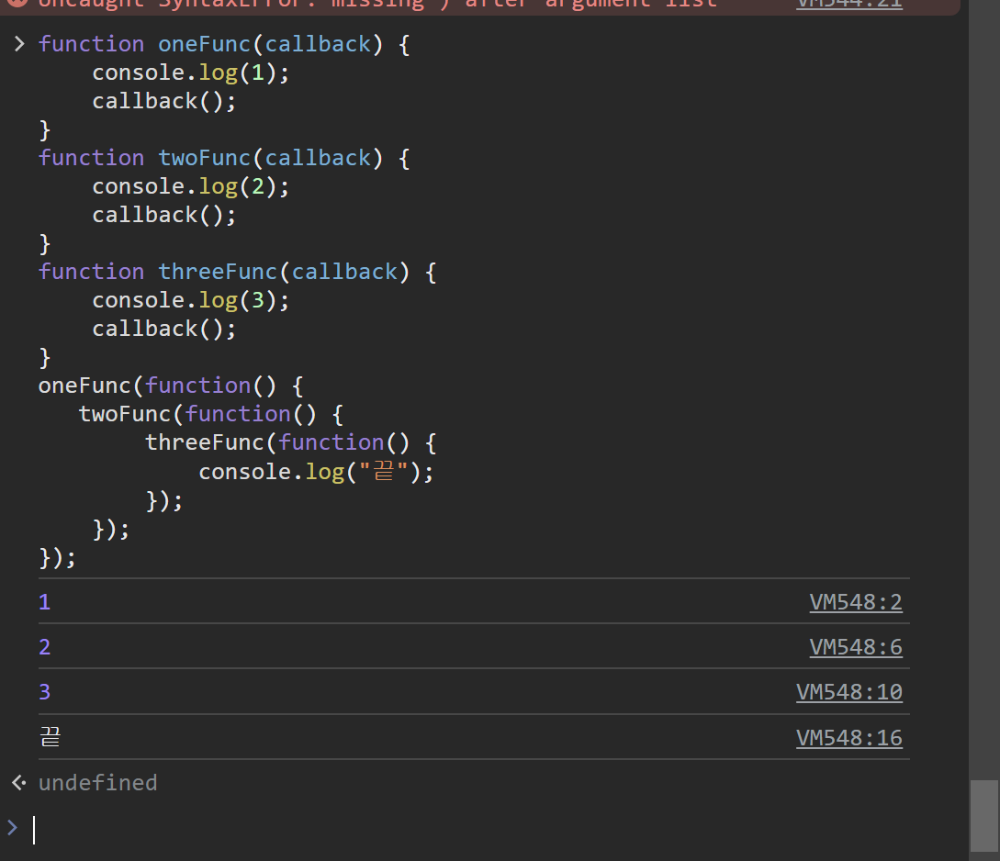 Uncaught SyntaxError: missing ) after argument list VM544:21
> function oneFunc(callback) {
    console.log(1);
    callback();
}
function twoFunc(callback) {
    console.log(2);
    callback();
}
function threeFunc(callback) {
    console.log(3);
    callback();
}
oneFunc(function() {
   twoFunc(function() {
        threeFunc(function() {
            console.log("끝");
        });
    });
});
1 VM548:2
2 VM548:6
3 VM548:10
끝 VM548:16
undefined
>